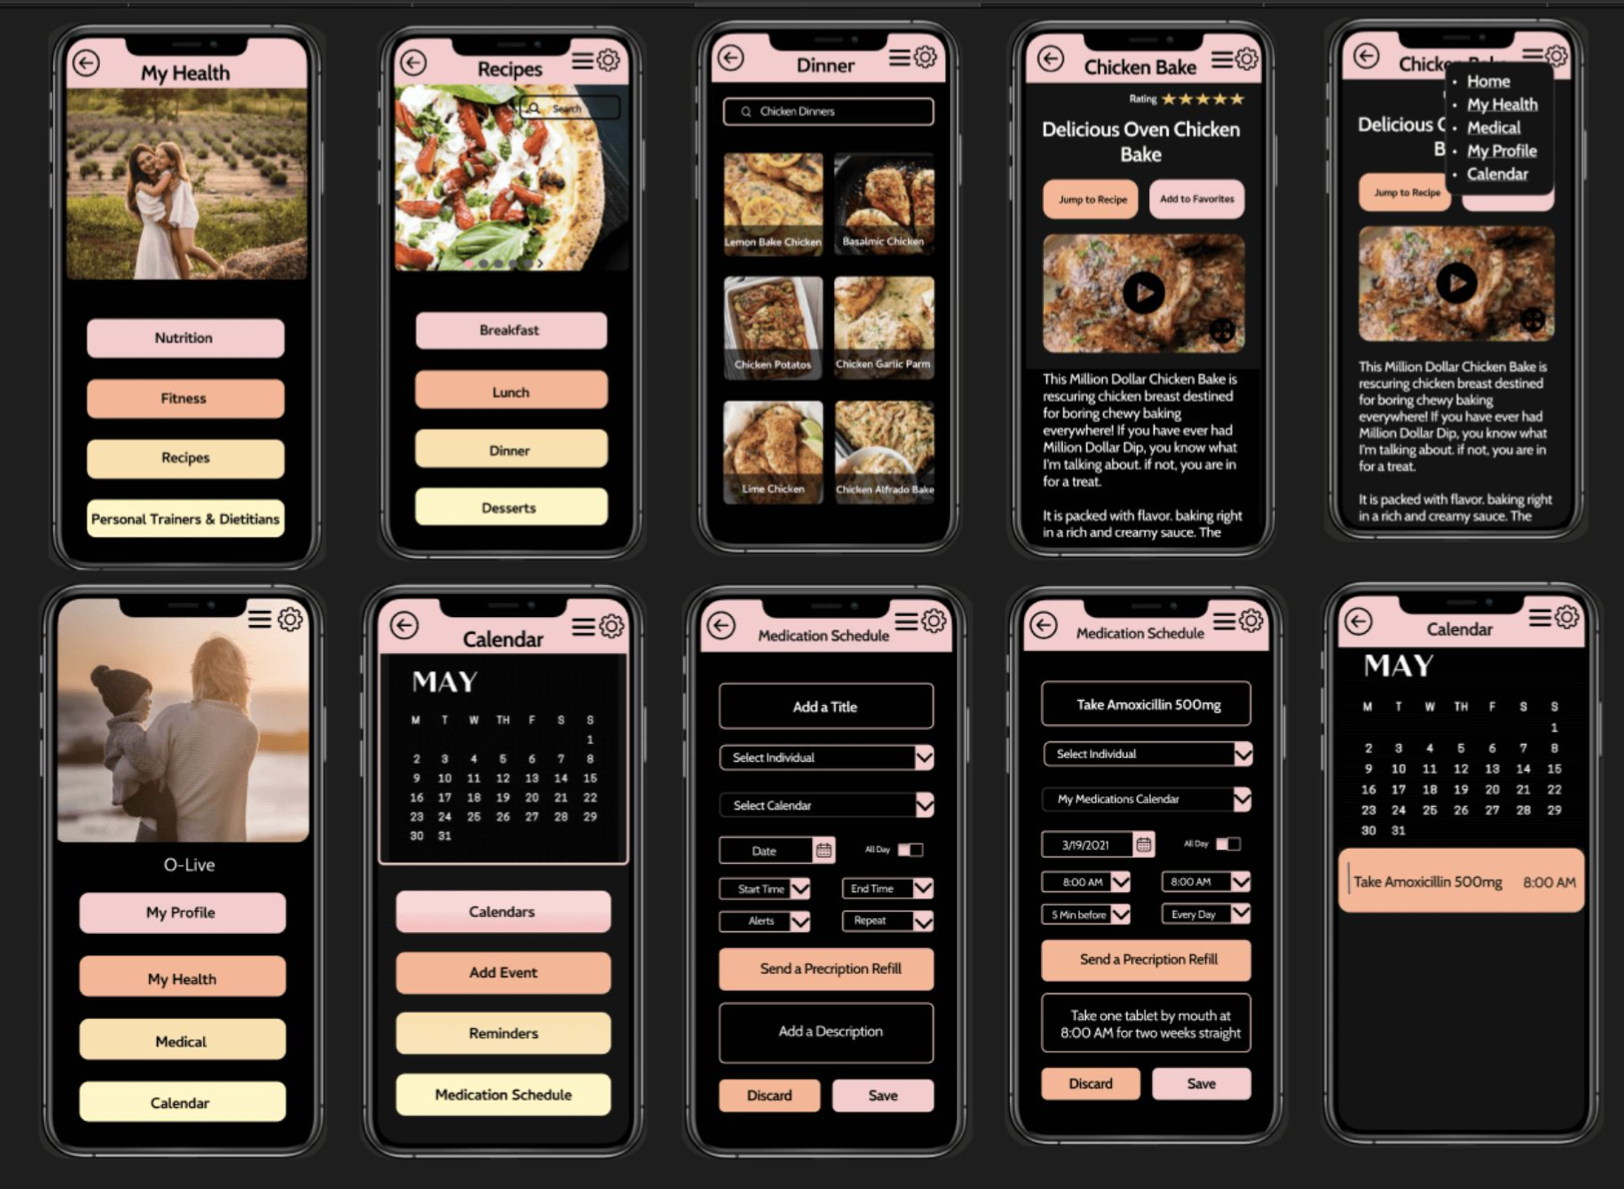 My Health
Nutrition
Fitness
Recipes
Personal Trainers & Dietitians
Recipes
Search
Breakfast
Lunch
Dinner
Desserts
Dinner
Chicken Dinners
Lemon Bake Chicken
Basalmic Chicken
Chicken Potatos
Chicken Garlic Parm
Lime Chicken
Chicken Alfrado Bake
Chicken Bake
Rating
Delicious Oven Chicken
Bake
Jump to Recipe
Add to Favorites
This Million Dollar Chicken Bake is
rescuring chicken breast destined
for boring chewy baking
everywhere! If you have ever had
Million Dollar Dip, you know what
I'm talking about. if not, you are in
for a treat.
It is packed with flavor. baking right
in a rich and creamy sauce. The
Chicken Bake
• Home
• My Health
• Medical
• My Profile
• Calendar
Delicious
B
Jump to Recipe
This Million Dollar Chicken Bake is
rescuring chicken breast destined
for boring chewy baking
everywhere! If you have ever had
Million Dollar Dip, you know what
I'm talking about. if not, you are in
for a treat.
It is packed with flavor. baking right
in a rich and creamy sauce. The
O-Live
My Profile
My Health
Medical
Calendar
Calendar
MAY
M T W TH F S S
1
2 3 4 5 6 7 8
9 10 11 12 13 14 15
16 17 18 19 20 21 22
23 24 25 26 27 28 29
30 31
Calendars
Add Event
Reminders
Medication Schedule
Medication Schedule
Add a Title
Select Individual
Select Calendar
Date
All Day
Start Time
End Time
Alerts
Repeat
Send a Precription Refill
Add a Description
Discard
Save
Medication Schedule
Take Amoxicillin 500mg
Select Individual
My Medications Calendar
3/19/2021
All Day
8:00 AM
8:00 AM
5 Min before
Every Day
Send a Precription Refill
Take one tablet by mouth at
8:00 AM for two weeks straight
Discard
Save
Calendar
MAY
M T W TH F S S
1
2 3 4 5 6 7 8
9 10 11 12 13 14 15
16 17 18 19 20 21 22
23 24 25 26 27 28 29
30 31
Take Amoxicillin 500mg 8:00 AM